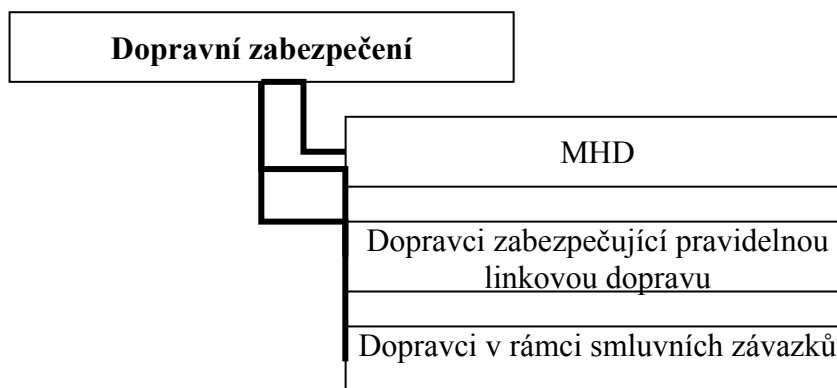 Dopravní zabezpečení
MHD
Dopravci zabezpečující pravidelnou
linkovou dopravu
Dopravci v rámci smluvních závazků